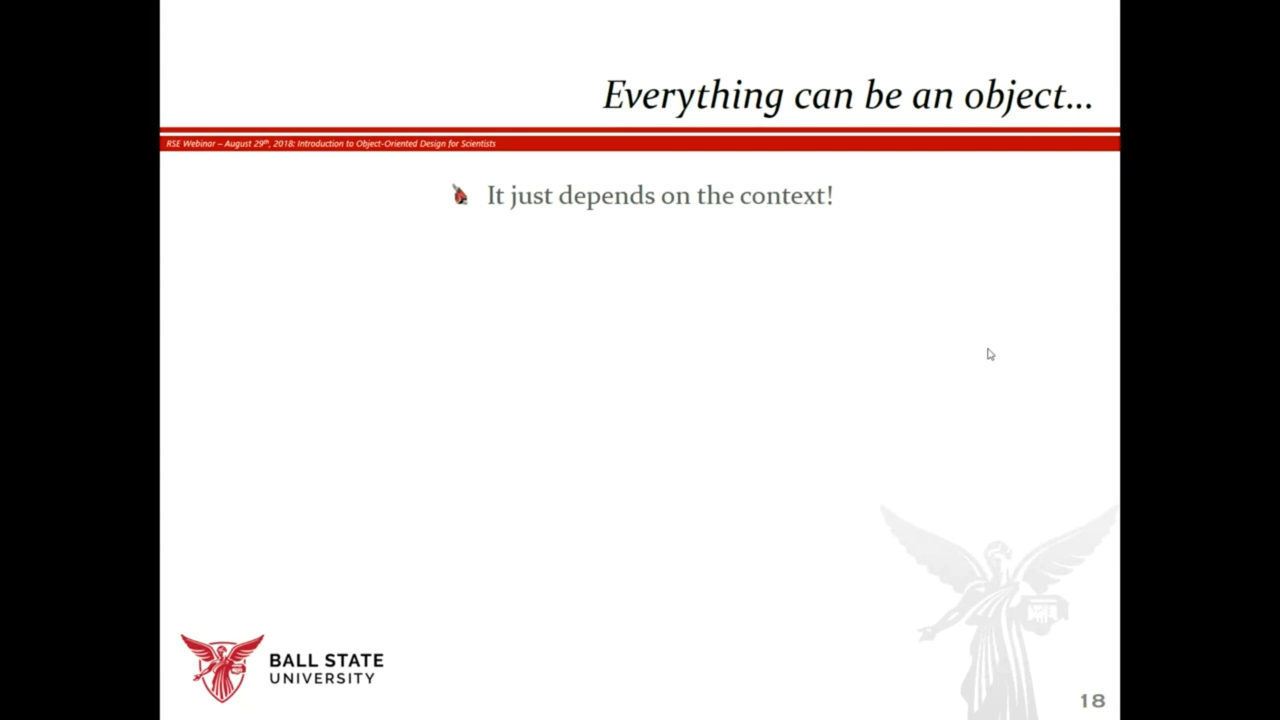 Everything can be an object...
RSE Webinar – August 29th, 2018: Introduction to Object-Oriented Design for Scientists
It just depends on the context!
BALL STATE
UNIVERSITY
18